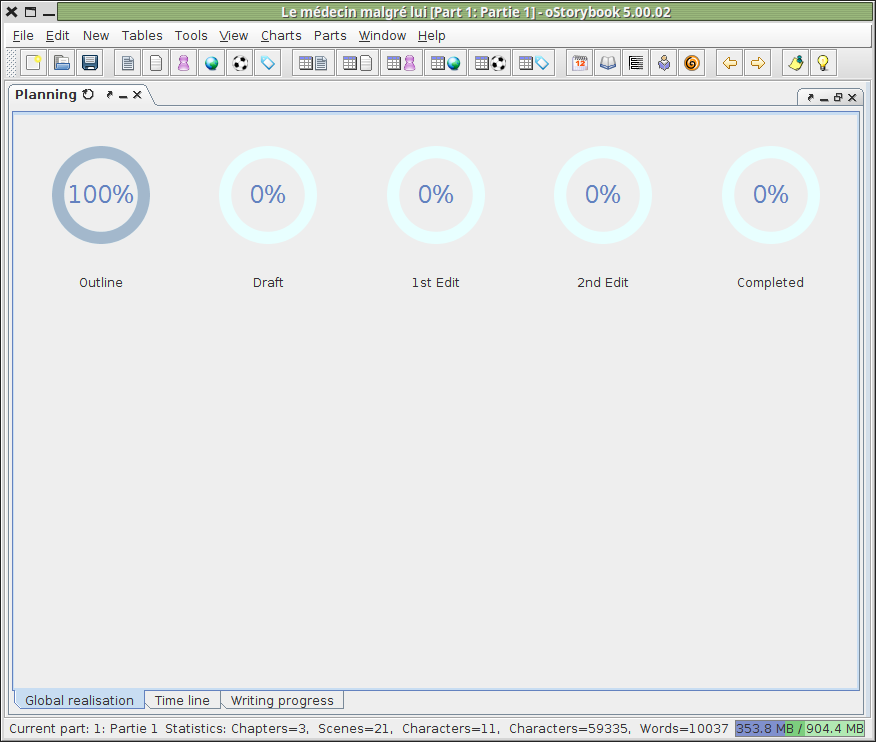 Le médecin malgré lui [Part 1: Partie 1] - oStorybook 5.00.02
File Edit New Tables Tools View Charts Parts Window Help
12
Planning
100% 0% 0% 0% 0%
Outline Draft 1st Edit 2nd Edit Completed
Global realisation Time line Writing progress
Current part: 1: Partie 1 Statistics: Chapters=3, Scenes=21, Characters=11, Characters=59335, Words=10037 353.8 MB / 904.4 MB